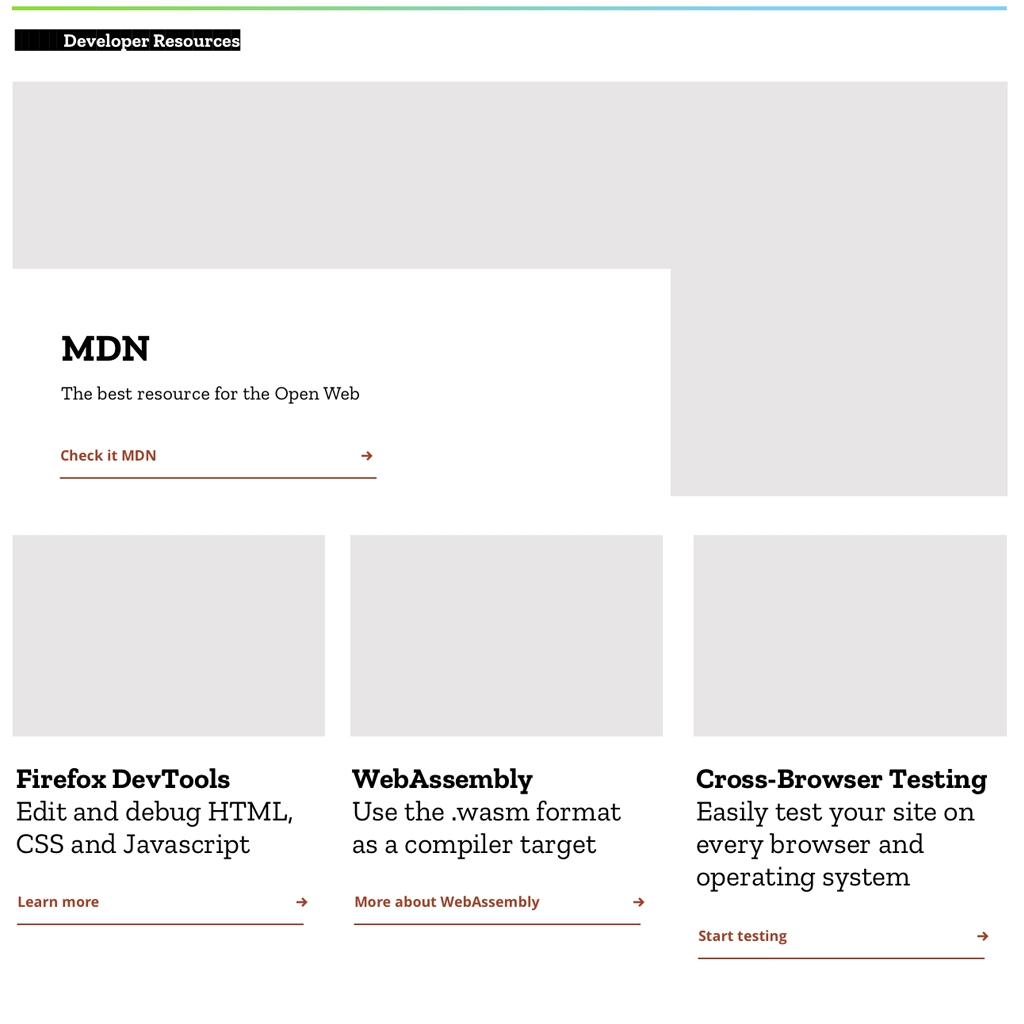 Developer Resources
MDN
The best resource for the Open Web
Check it MDN →
Firefox DevTools
Edit and debug HTML,
CSS and Javascript
Learn more →
WebAssembly
Use the .wasm format
as a compiler target
More about WebAssembly →
Cross-Browser Testing
Easily test your site on
every browser and
operating system
Start testing →